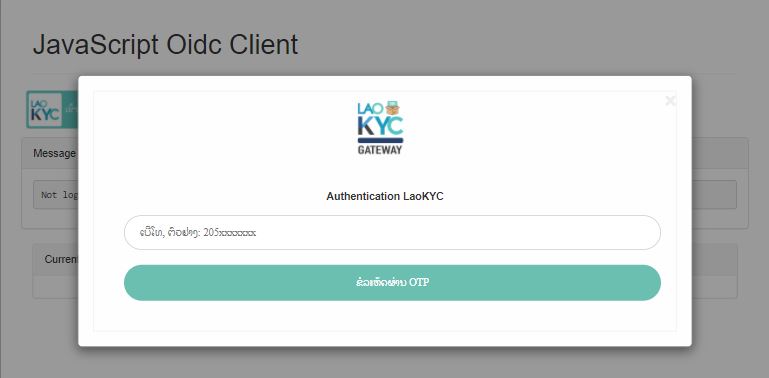 JavaScript Oidc Client
LAO
KYC
Message
Not log
Current
LAO
KYC
GATEWAY
×
Authentication LaoKYC
ເບີໂທ, ຕົວຢ່າງ: 205xxxxxxx
ຂໍລະຫັດຜ່ານ OTP